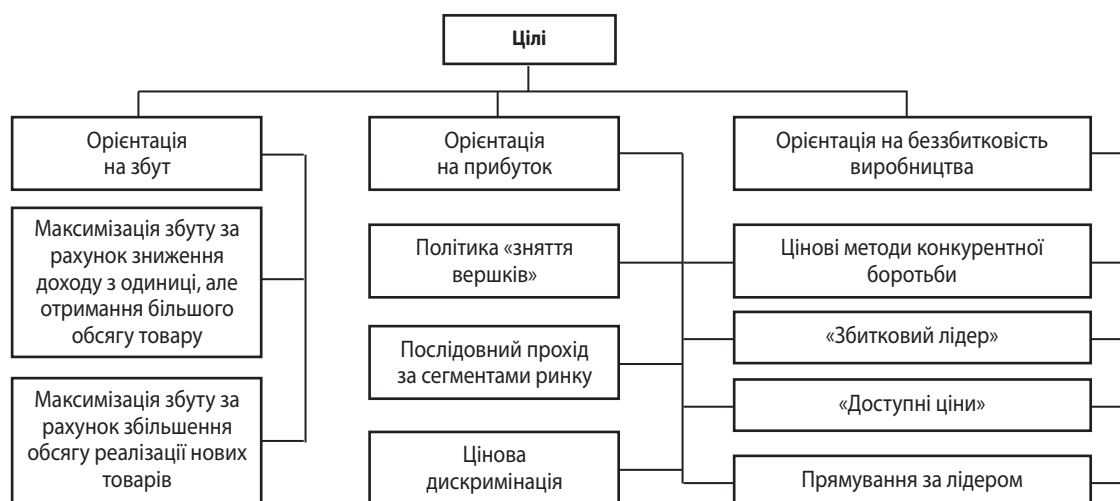 Цілі
Орієнтація
на збут
Максимізація збуту за
рахунок зниження
доходу з одиниці, але
отримання більшого
обсягу товару
Максимізація збуту за
рахунок збільшення
обсягу реалізації нових
товарів
Орієнтація
на прибуток
Політика «зняття
вершків»
Послідовний прохід
за сегментами ринку
Цінова
дискримінація
Орієнтація на беззбитковість
виробництва
Цінові методи конкурентної
боротьби
«Збитковий лідер»
«Доступні ціни»
Прямування за лідером